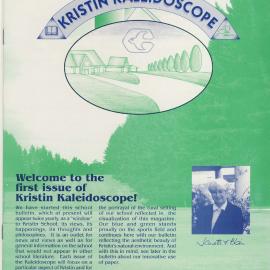 KRISTIN KALEIDOSCOPE
Welcome to the
first issue of
Kristin Kaleidoscope!
We have started this school
bulletin, which at present will
appear twice yearly, as a "window"
to Kristin School, its views, its
happenings, its thoughts and
philosophies. It is an outlet for
news and views as well as for
general information on the school
that would not appear in other
school literature. Each issue of
the Kaleidoscope will focus on a
particular aspect of Kristin and for
the portrayal of the rural setting
of our school reflected in the
visualization of this magazine.
Our blue and green stands
proudly on the sports field and
continues here with our bulletin
reflecting the aesthetic beauty of
Kristin's natural environment. And
with this in mind, see later in the
bulletin about our innovative use
of paper.